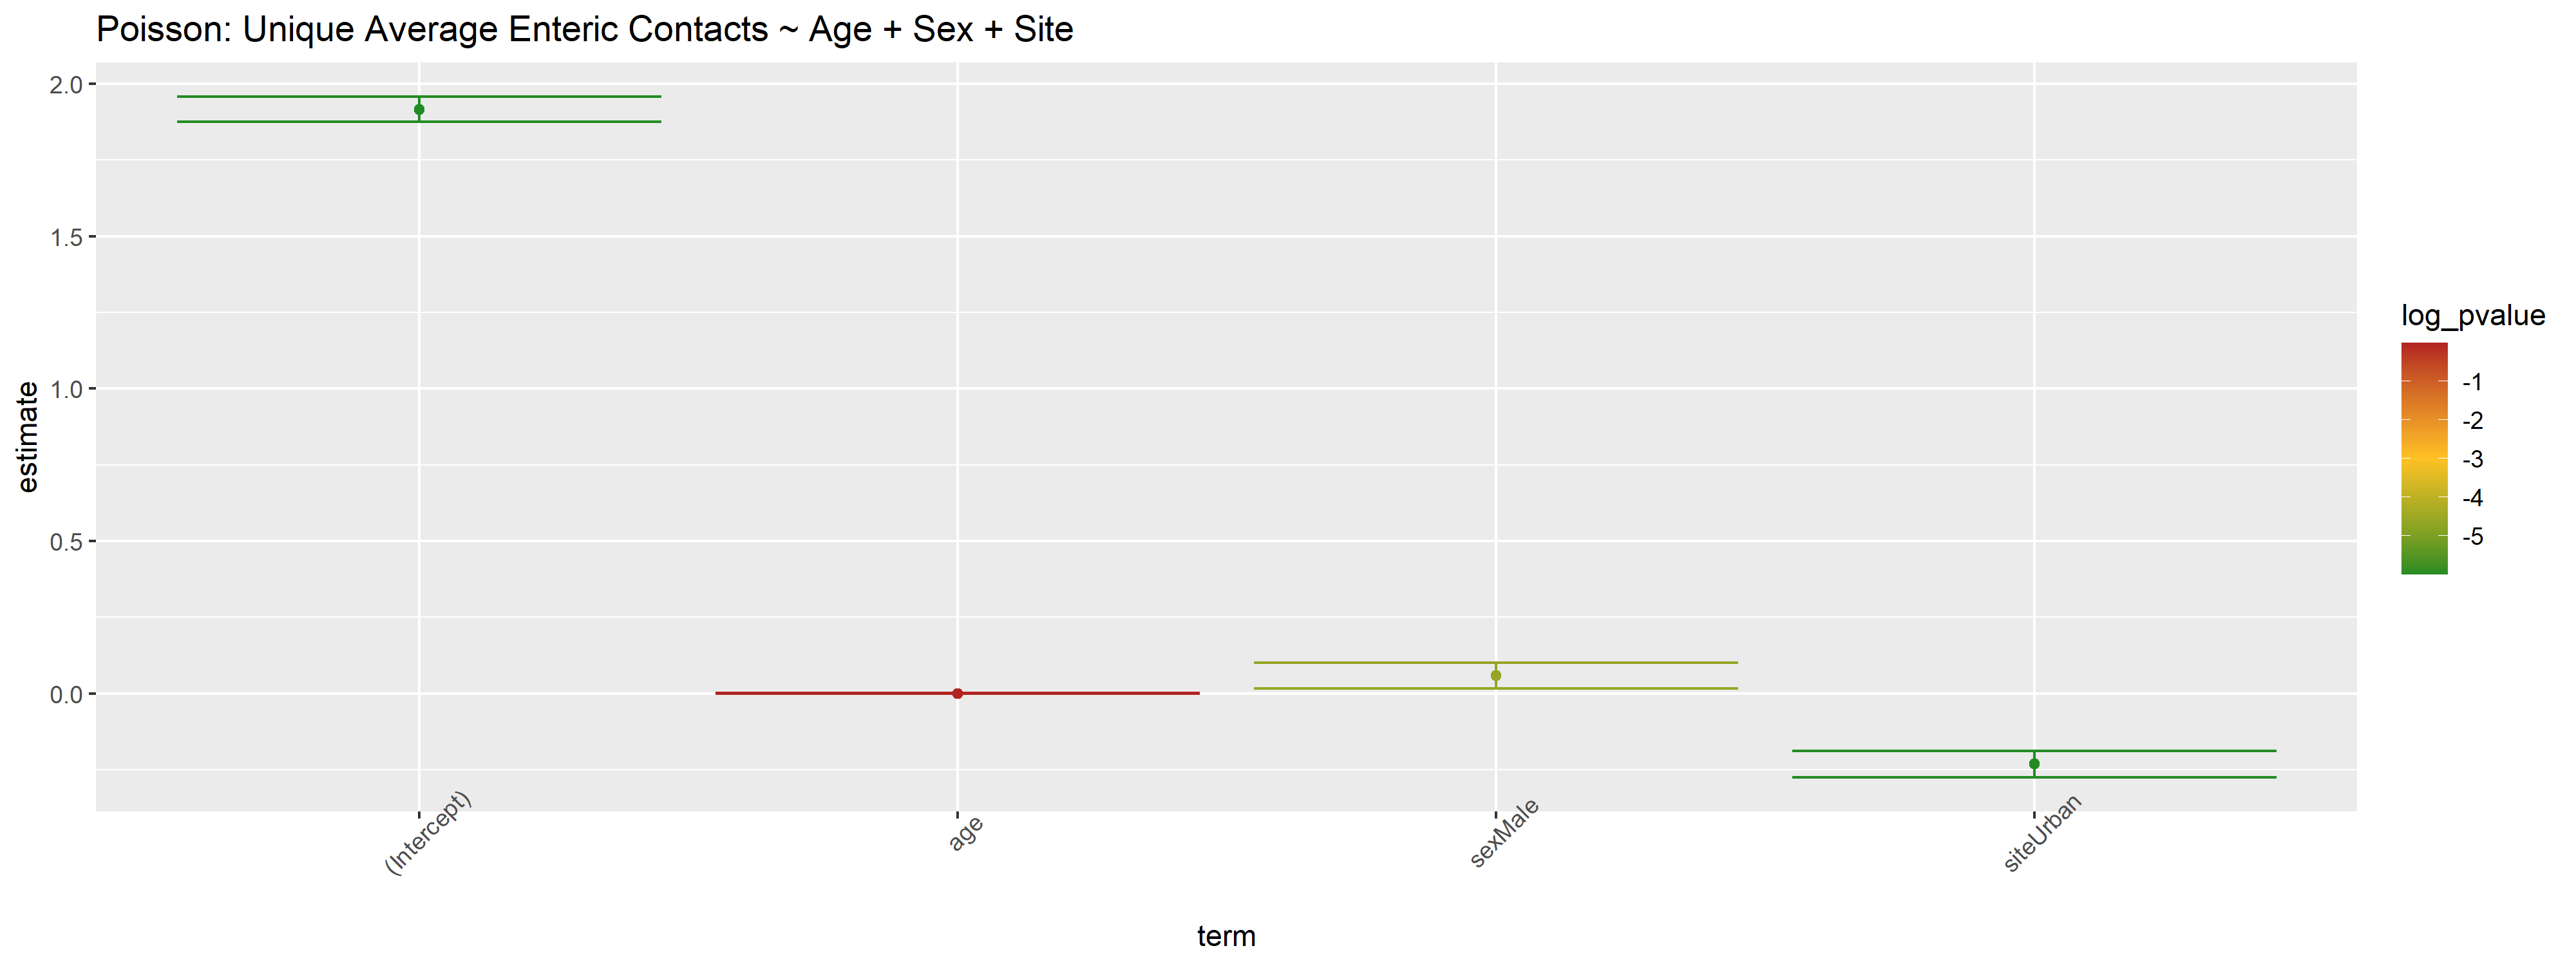 Poisson: Unique Average Enteric Contacts ~ Age + Sex + Site
2.0
1.5
1.0
0.5
0.0
estimate
(Intercept)
age
sexMale
siteUrban
term
log_pvalue
-1
-2
-3
-4
-5